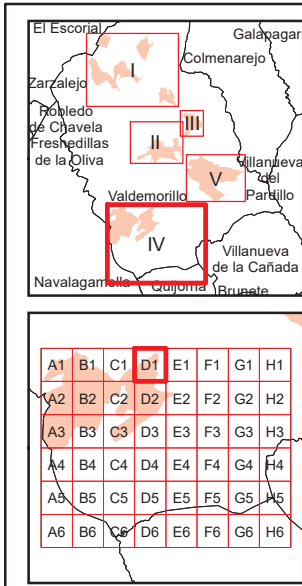 El Escorial
Galapagar
I
Colmenarejo
Zarzalejo
Robledo
de Chavela
III
Fresnedillas
de la Oliva
II
Villanueva
del
Pardillo
V
Valdemorillo
IV
Villanueva
de la Cañada
Navalagamella
Quijorna
Brunete
A1 B1 C1 D1 E1 F1 G1 H1
A2 B2 C2 D2 E2 F2 G2 H2
A3 B3 C3 D3 E3 F3 G3 H3
A4 B4 C4 D4 E4 F4 G4 H4
A5 B5 C5 D5 E5 F5 G5 H5
A6 B6 C6 D6 E6 F6 G6 H6